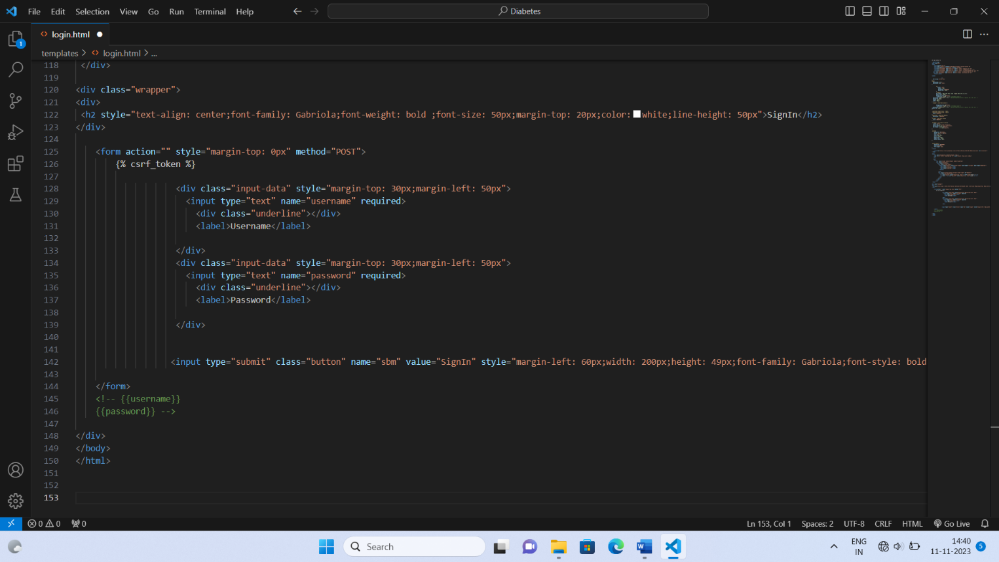 File Edit Selection View Go Run Terminal Help
Diabetes
login.html
1
templates > login.html > ...
118 </div>
119
120 <div class="wrapper">
121 <div>
122 <h2 style="text-align: center;font-family: Gabriola;font-weight: bold ;font-size: 50px;margin-top: 20px;color:white;line-height: 50px">SignIn</h2>
123 </div>
124
125 <form action="" style="margin-top: 0px" method="POST">
126 {% csrf_token %}
127
128 <div class="input-data" style="margin-top: 30px;margin-left: 50px">
129 <input type="text" name="username" required>
130 <div class="underline"></div>
131 <label>Username</label>
132
133 </div>
134 <div class="input-data" style="margin-top: 30px;margin-left: 50px">
135 <input type="text" name="password" required>
136 <div class="underline"></div>
137 <label>Password</label>
138
139 </div>
140
141
142 <input type="submit" class="button" name="sbm" value="SignIn" style="margin-left: 60px;width: 200px;height: 49px;font-family: Gabriola;font-style: bold
143
144 </form>
145 <!-- {{username}}
146 {{password}} -->
147
148 </div>
149 </body>
150 </html>
151
152
153
0 0 0 Ln 153, Col 1 Spaces: 2 UTF-8 CRLF HTML Go Live
Search
ENG
IN
14:40
11-11-2023
5